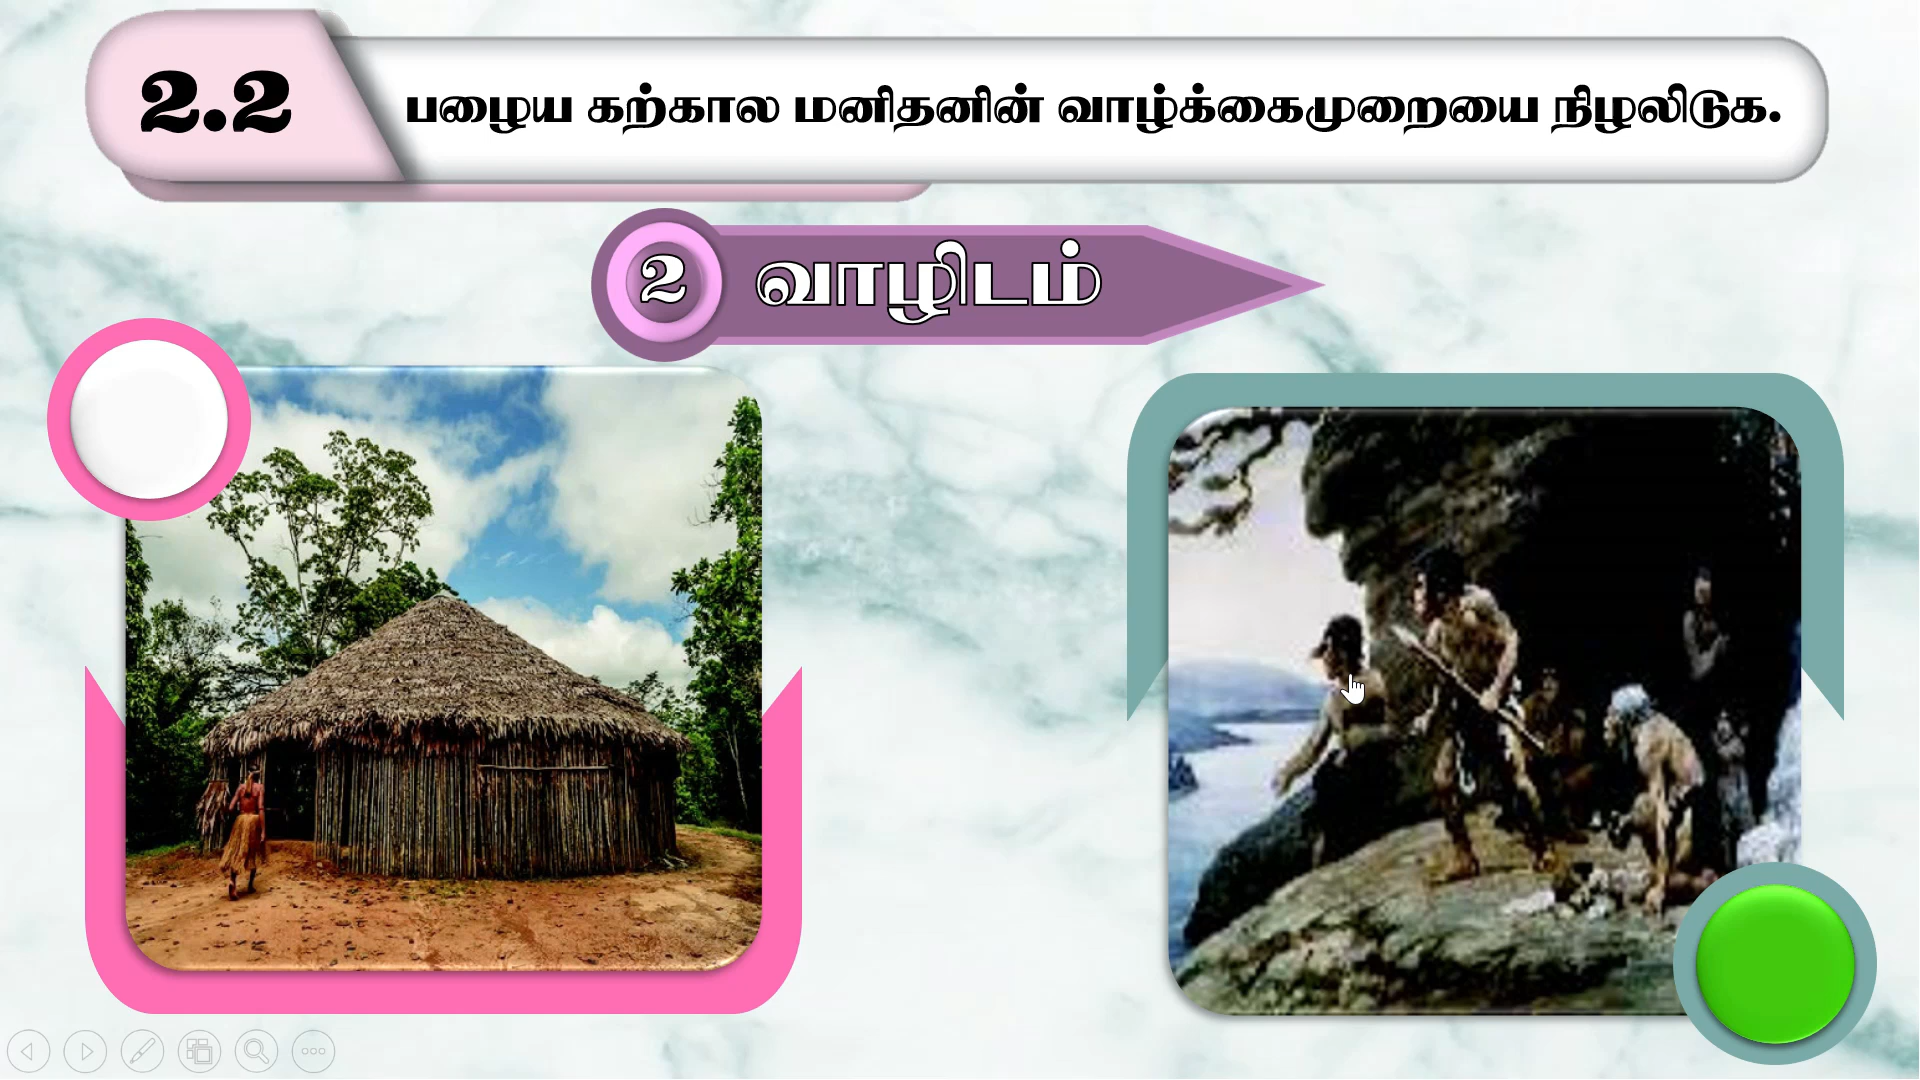 2.2 பழைய கற்கால மனிதனின் வாழ்க்கைமுறையை நிழலிடுக.
2 வாழிடம்